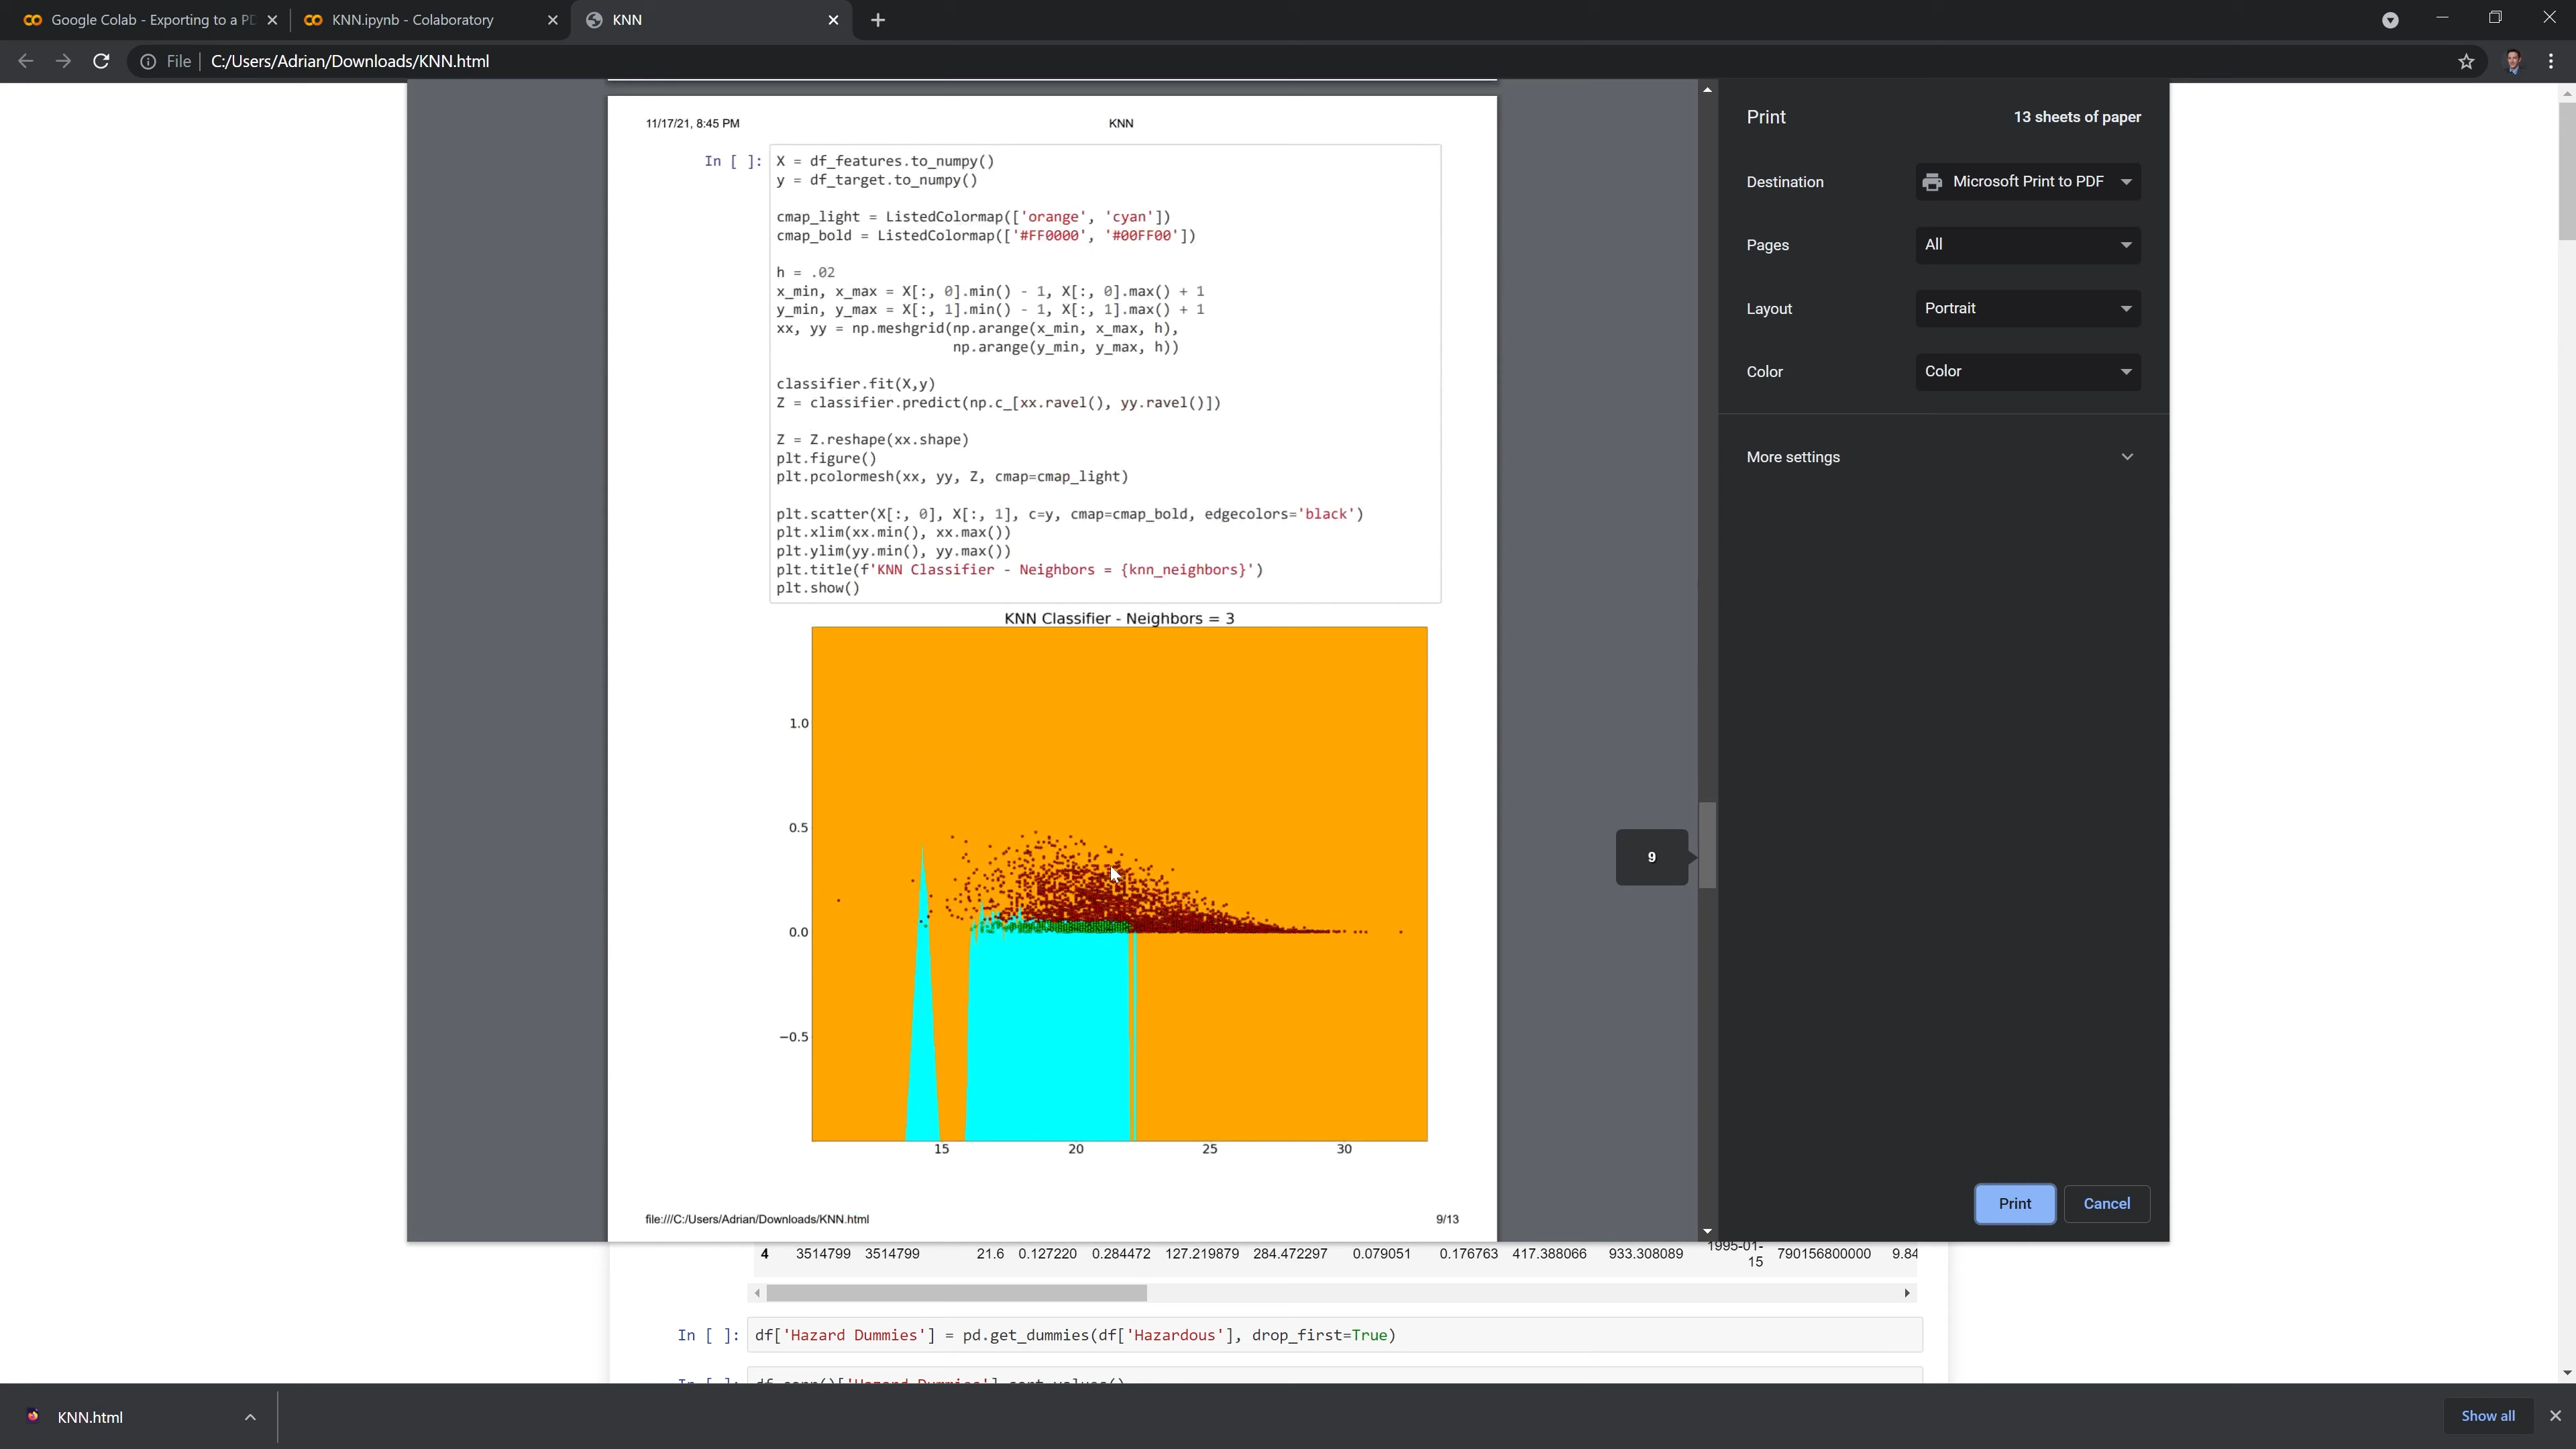 Google Colab - Exporting to a PD
KNN.ipynb - Colaboratory
KNN
File
C:/Users/Adrian/Downloads/KNN.html
11/17/21, 8:45 PM
KNN
In [ ]:
X = df_features.to_numpy()
y = df_target.to_numpy()
cmap_light = ListedColormap(['orange', 'cyan'])
cmap_bold = ListedColormap(['#FF0000', '#00FF00'])
h = .02
x_min, x_max = X[:, 0].min() - 1, X[:, 0].max() + 1
y_min, y_max = X[:, 1].min() - 1, X[:, 1].max() + 1
xx, yy = np.meshgrid(np.arange(x_min, x_max, h),
np.arange(y_min, y_max, h))
classifier.fit(X,y)
Z = classifier.predict(np.c_[xx.ravel(), yy.ravel()])
Z = Z.reshape(xx.shape)
plt.figure()
plt.pcolormesh(xx, yy, Z, cmap=cmap_light)
plt.scatter(X[:, 0], X[:, 1], c=y, cmap=cmap_bold, edgecolors='black')
plt.xlim(xx.min(), xx.max())
plt.ylim(yy.min(), yy.max())
plt.title(f'KNN Classifier - Neighbors = {knn_neighbors}')
plt.show()
KNN Classifier - Neighbors = 3
1.0
0.5
0.0
−0.5
15 20 25 30
file:///C:/Users/Adrian/Downloads/KNN.html
9/13
9
Print
13 sheets of paper
Destination
Microsoft Print to PDF
Pages
All
Layout
Portrait
Color
Color
More settings
Print
Cancel
4 3514799 3514799 21.6 0.127220 0.284472 127.219879 284.472297 0.079051 0.176763 417.388066 933.308089 1995-01-15 790156800000 9.84
In [ ]: df['Hazard Dummies'] = pd.get_dummies(df['Hazardous'], drop_first=True)
KNN.html
Show all